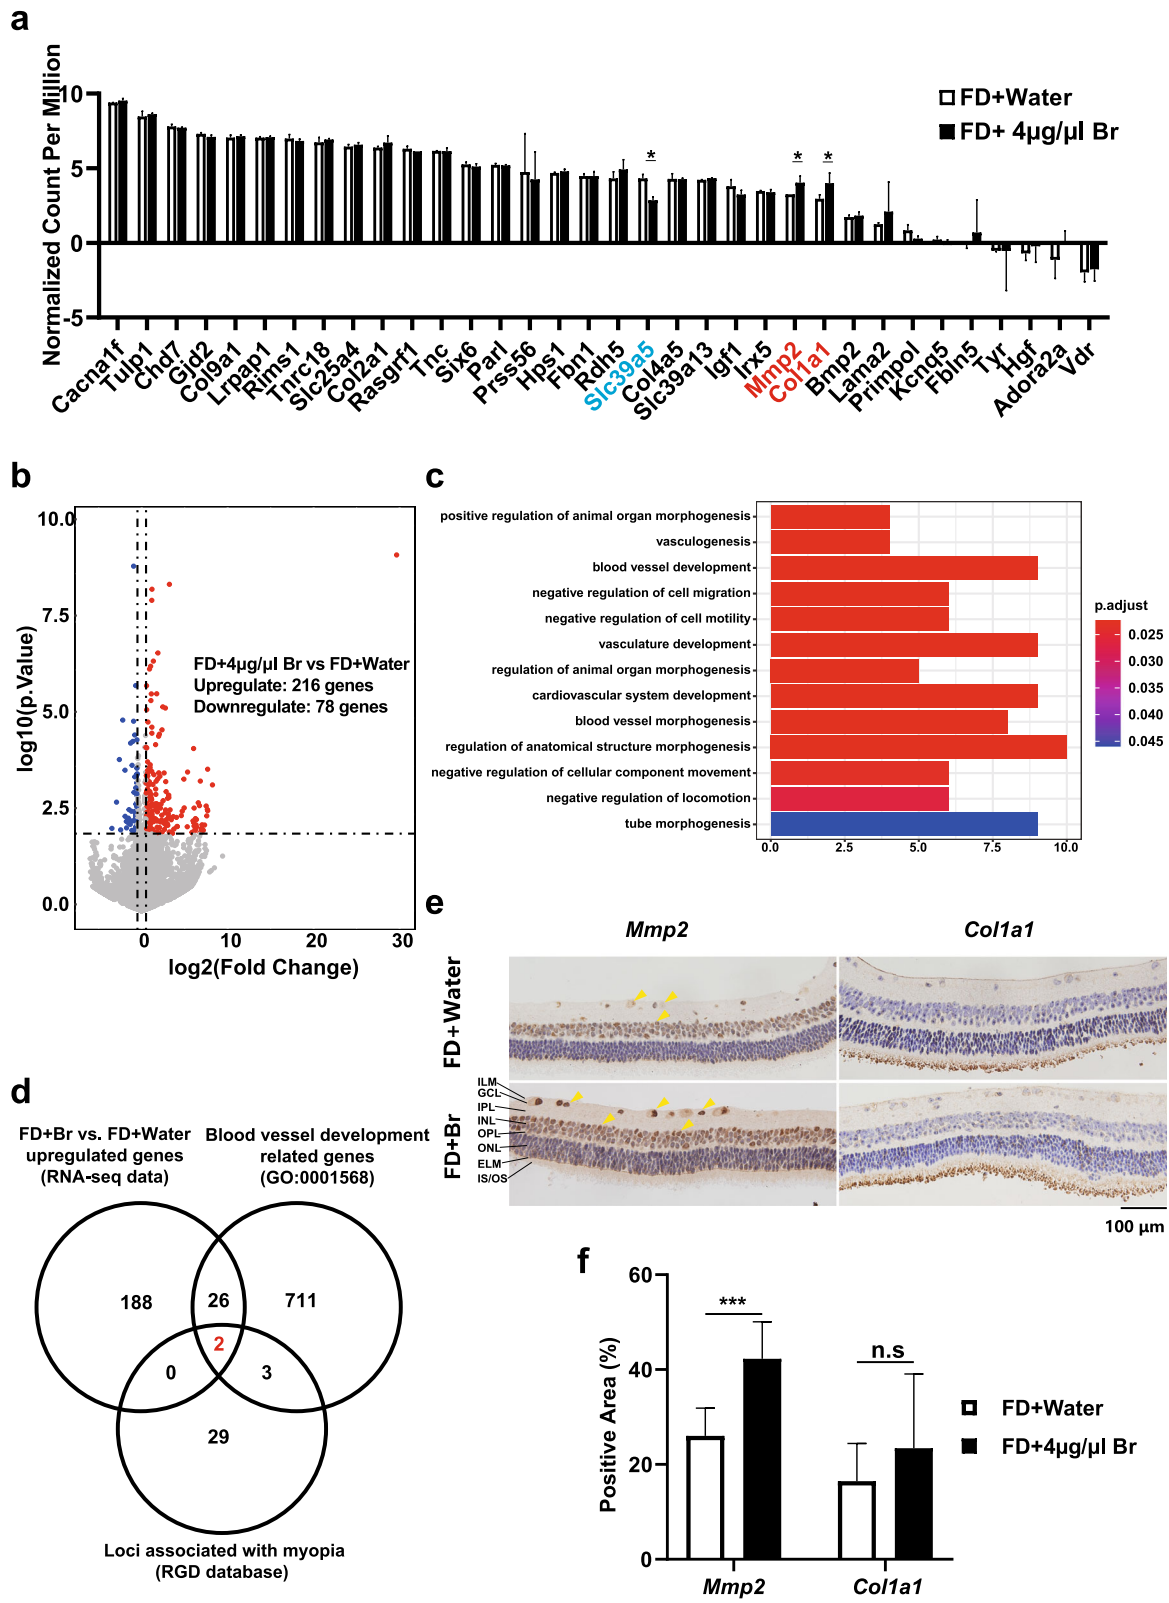 a
Normalized Count Per Million
10
5
0
-5
FD+Water
FD+ 4µg/µl Br
*
*
*
Cacna1f
Tulp1
Chd7
Gjd2
Col9a1
Lrpap1
Rims1
Tnrc18
Slc25a4
Col2a1
Rasgrf1
Tnc
Six6
Parl
Prss56
Hps1
Fbn1
Rdh5
Slc39a5
Col4a5
Slc39a13
Igf1
Irx5
Mmp2
Col1a1
Bmp2
Lama2
Primpol
Kcnq5
Fbln5
Tyr
Hgf
Adora2a
Vdr
b
log10(p.Value)
10.0
7.5
5.0
2.5
0.0
FD+4µg/µl Br vs FD+Water
Upregulate: 216 genes
Downregulate: 78 genes
0
10
20
30
log2(Fold Change)
c
positive regulation of animal organ morphogenesis
vasculogenesis
blood vessel development
negative regulation of cell migration
negative regulation of cell motility
vasculature development
regulation of animal organ morphogenesis
cardiovascular system development
blood vessel morphogenesis
regulation of anatomical structure morphogenesis
negative regulation of cellular component movement
negative regulation of locomotion
tube morphogenesis
0.0
2.5
5.0
7.5
10.0
p.adjust
0.025
0.030
0.035
0.040
0.045
d
FD+Br vs. FD+Water
upregulated genes
(RNA-seq data)
Blood vessel development
related genes
(GO:0001568)
188
26
711
2
0
3
29
Loci associated with myopia
(RGD database)
e
Mmp2
Col1a1
FD+Water
FD+Br
ILM
GCL
IPL
INL
OPL
ONL
ELM
IS/OS
100 µm
f
Positive Area (%)
60
40
20
0
***
n.s
FD+Water
FD+4µg/µl Br
Mmp2
Col1a1